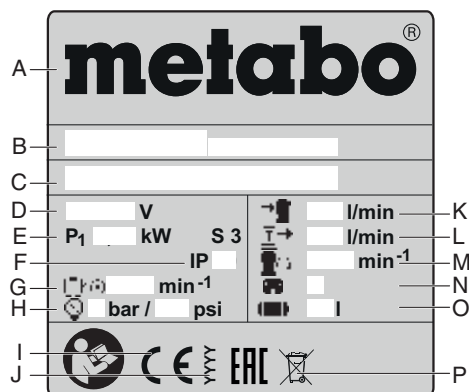 A metabo ®
B
C
D V K l/min
E P1 kW S 3 L l/min
F IP M min-1
G min-1 N
H bar / psi O l
I CE EAC
J P